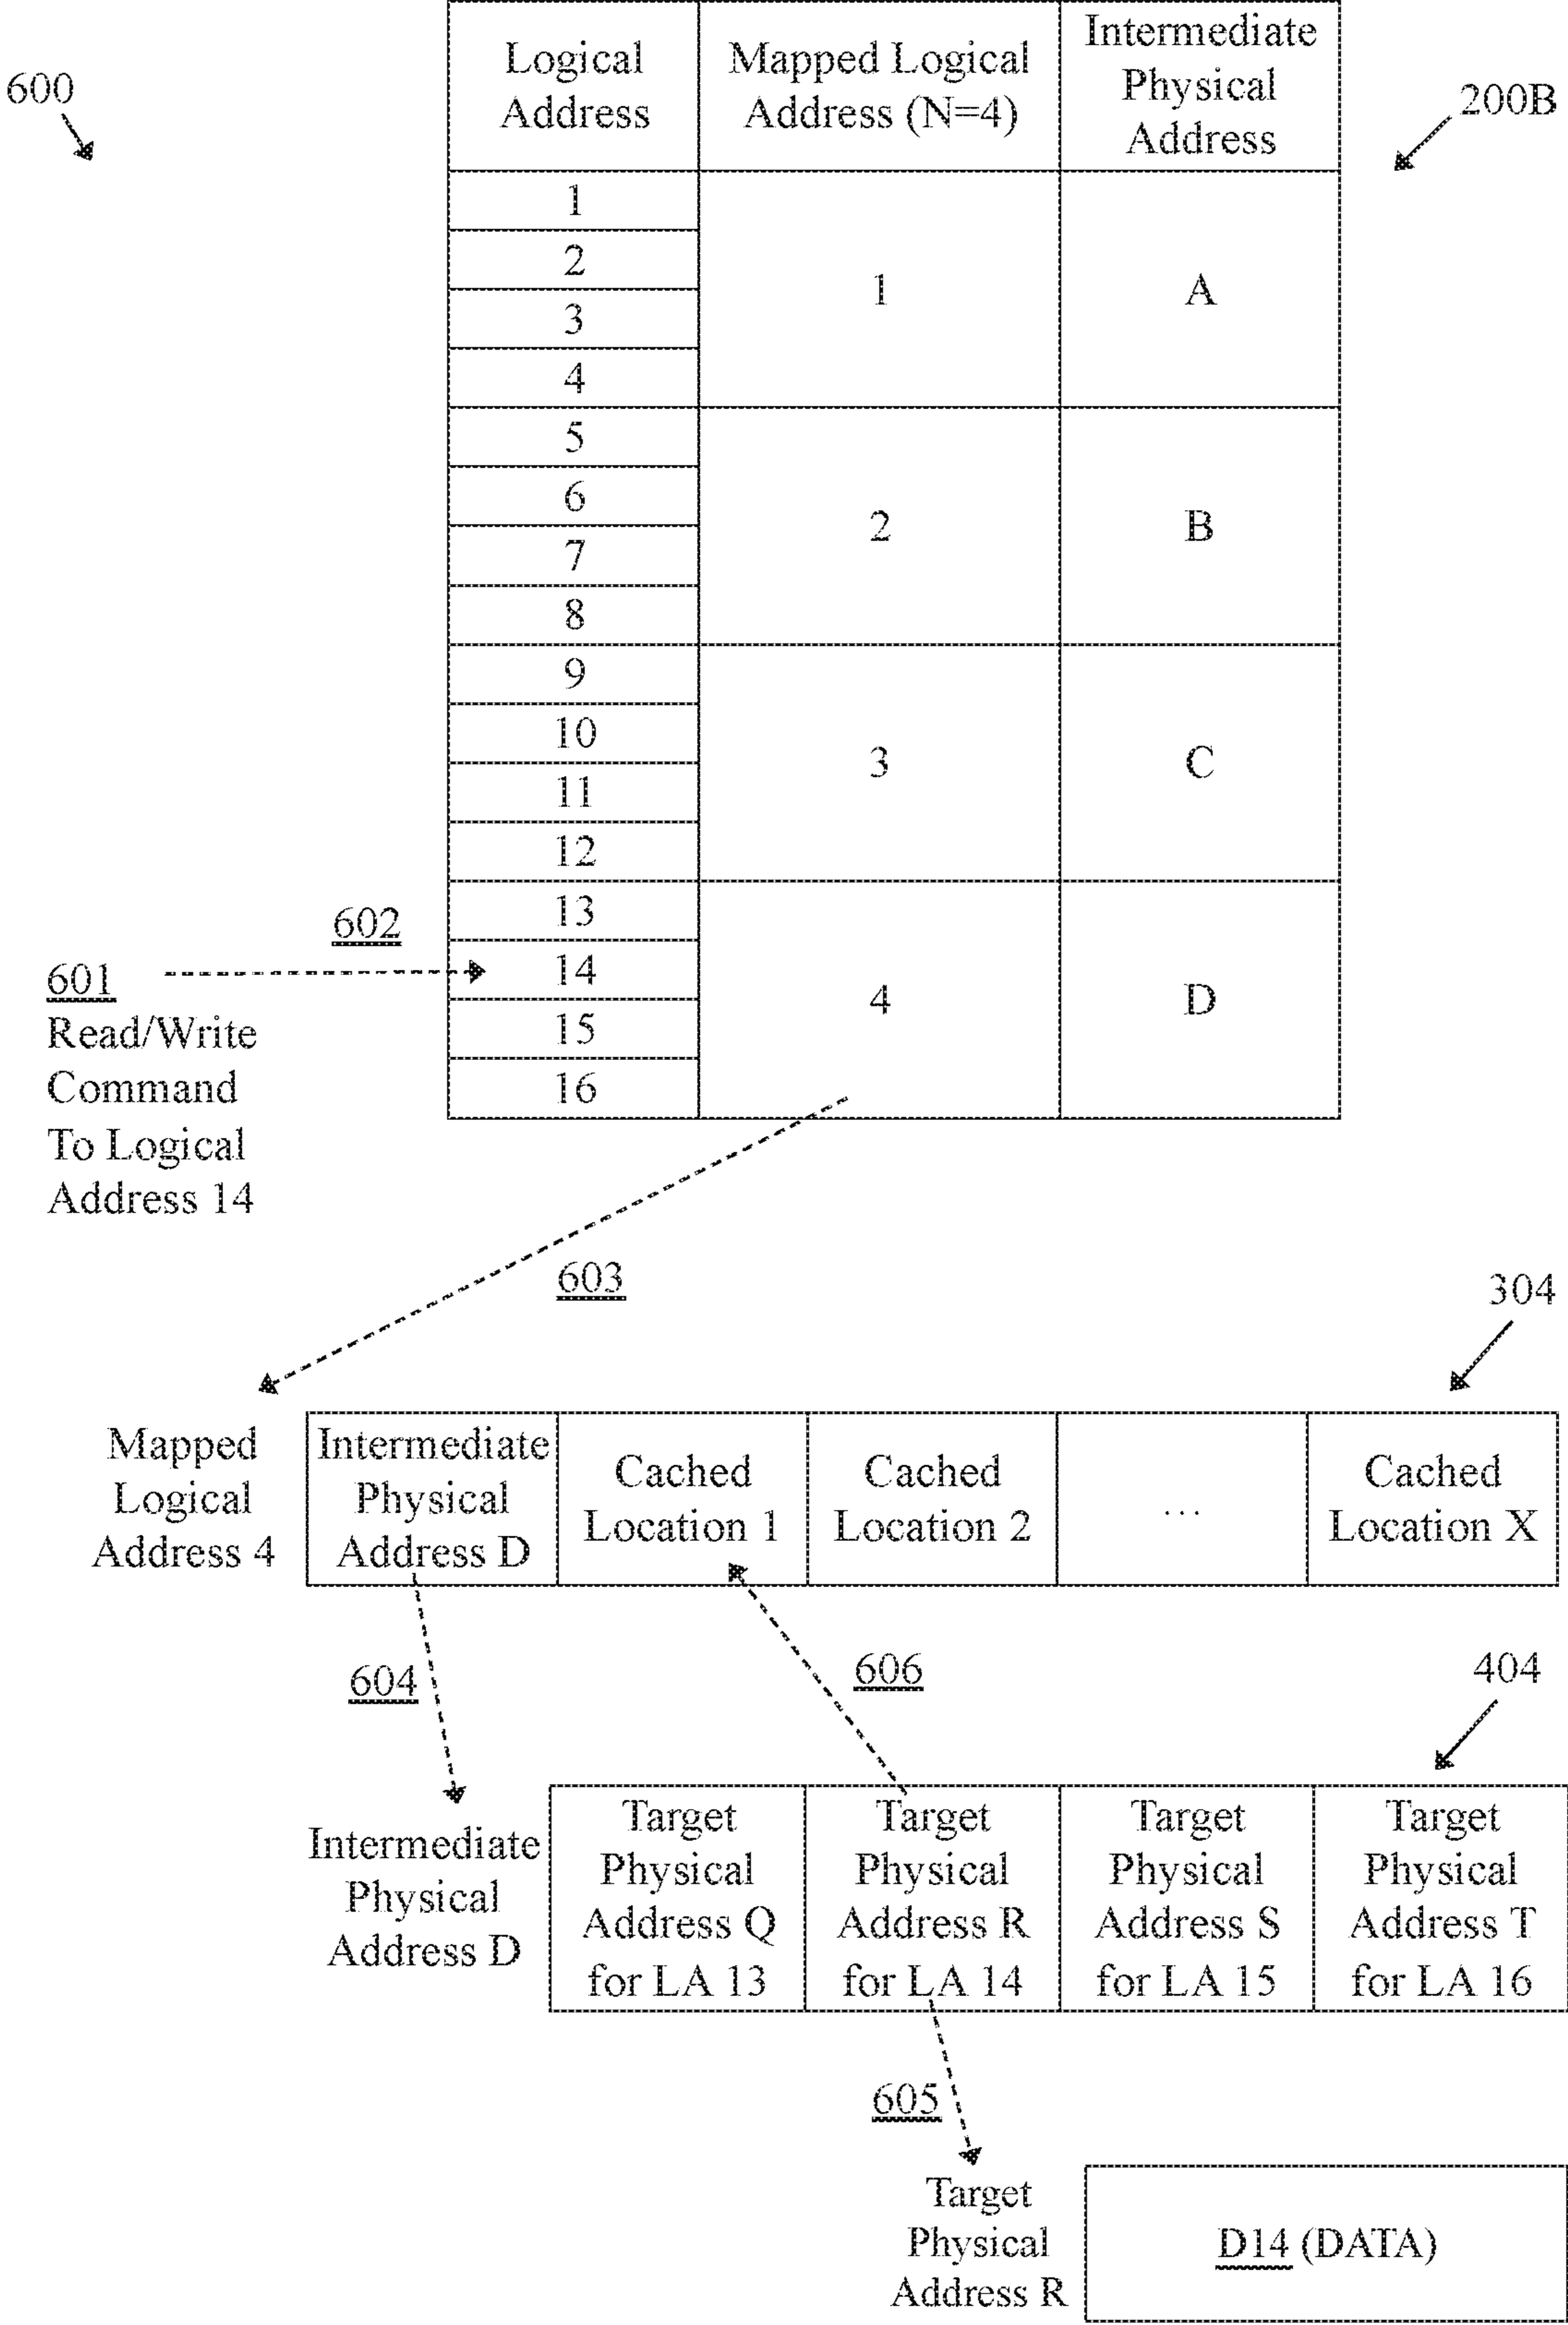 600
200B
Logical
Address
Mapped Logical
Address (N=4)
Intermediate
Physical
Address
1
2
3
4
1
A
5
6
7
8
2
B
9
10
11
12
3
C
13
14
15
16
4
D
602
601
Read/Write
Command
To Logical
Address 14
603
304
Mapped
Logical
Address 4
Intermediate
Physical
Address D
Cached
Location 1
Cached
Location 2
...
Cached
Location X
604
606
404
Intermediate
Physical
Address D
Target
Physical
Address Q
for LA 13
Target
Physical
Address R
for LA 14
Target
Physical
Address S
for LA 15
Target
Physical
Address T
for LA 16
605
Target
Physical
Address R
D14 (DATA)